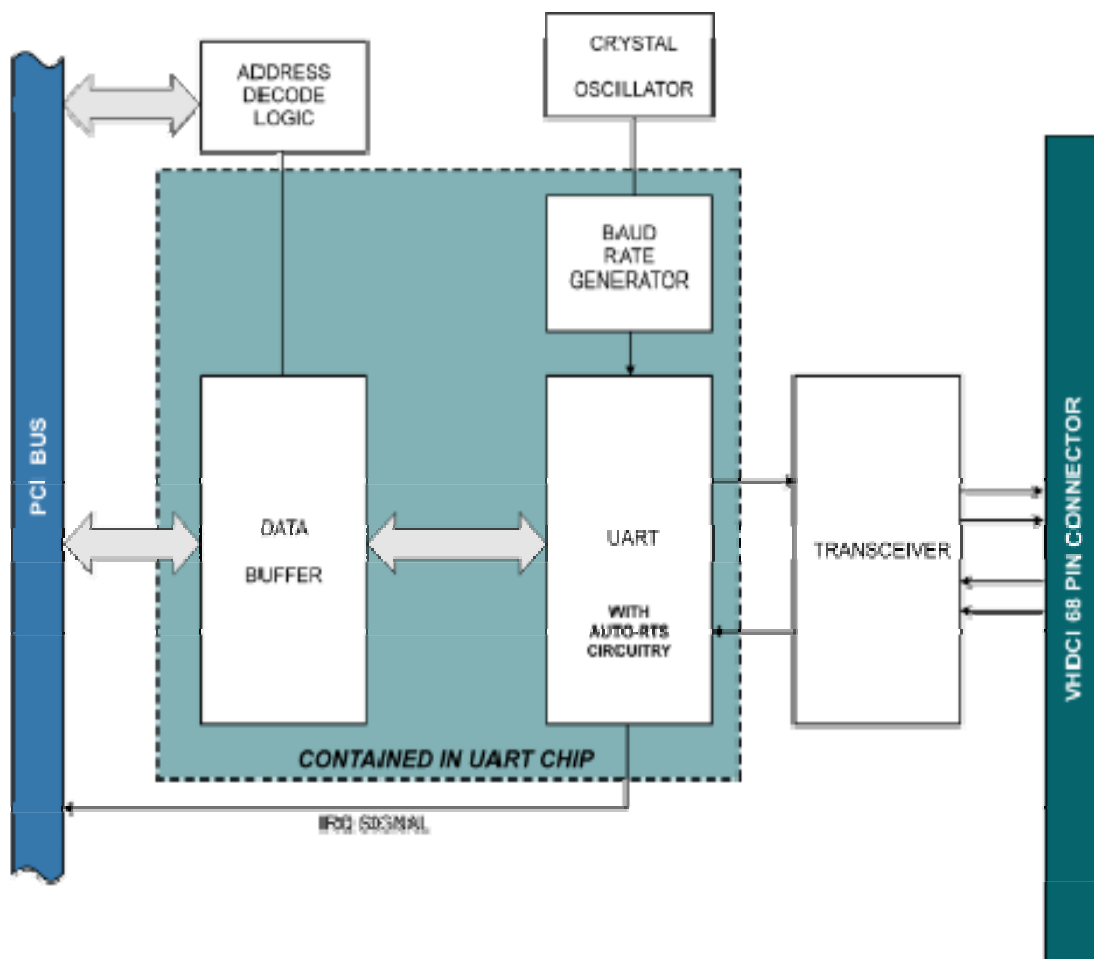 CRYSTAL
OSCILLATOR
ADDRESS
DECODE
LOGIC
BAUD
RATE
GENERATOR
PCI BUS
DATA
BUFFER
UART
WITH
AUTO-RTS
CIRCUITRY
TRANSCEIVER
VHDCI 68 PIN CONNECTOR
CONTAINED IN UART CHIP
IRQ SIGNAL